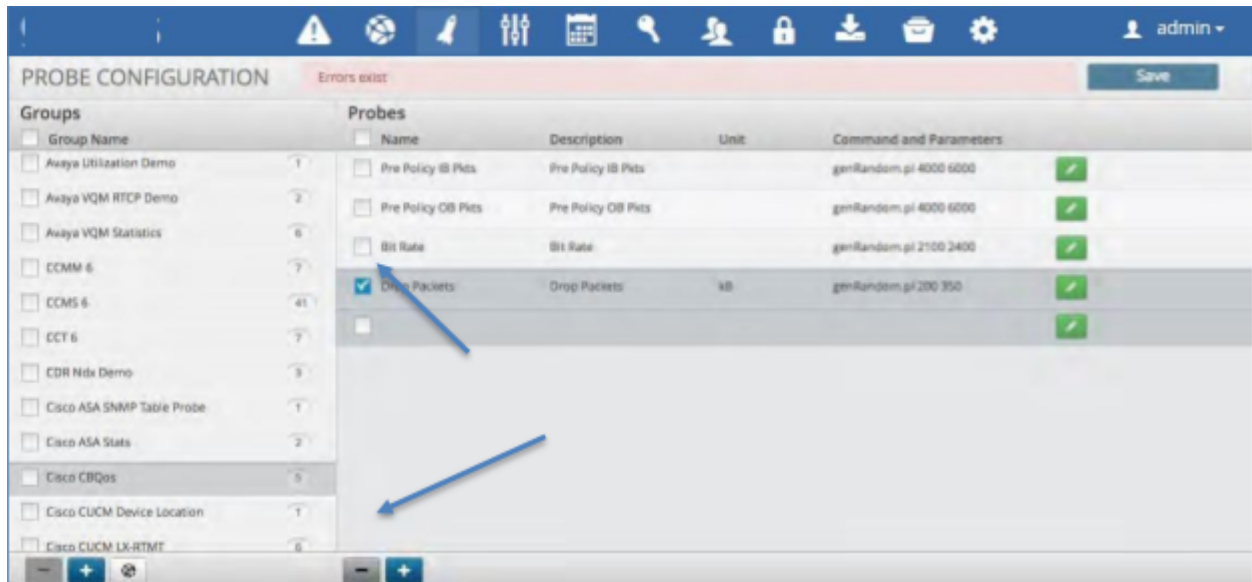 admin
PROBE CONFIGURATION
Errors exist
Save
Groups
Probes
Group Name
Name Description Unit Command and Parameters
Avaya Utilization Demo 1
Pre Policy IB Pkts Pre Policy IB Pkts genRandom.pl 4000 6000
Avaya VQM RTCP Demo 2
Pre Policy OB Pkts Pre Policy OB Pkts genRandom.pl 4000 6000
Avaya VQM Statistics 6
Bit Rate Bit Rate genRandom.pl 2100 2400
CCMM 6 7
Drop Packets Drop Packets kB genRandom.pl 200 350
CCMS 6 41
CCT 6 7
CDR Ndx Demo 3
Cisco ASA SNMP Table Probe 1
Cisco ASA Stats 2
Cisco CBQos 5
Cisco CUCM Device Location 1
Cisco CUCM LX-RTMT 6